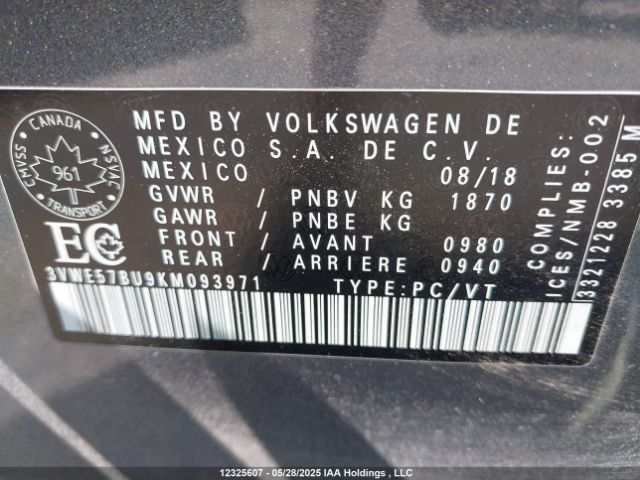 CANADA
CMVSS
NSVAC
961
TRANSPORT
MFD BY VOLKSWAGEN DE
MEXICO S.A. DE C.V.
MEXICO 08/18
GVWR / PNBV KG 1870
GAWR / PNBE KG
FRONT / AVANT 0980
REAR / ARRIERE 0940
3VWE57BU9KM093971 TYPE:PC/VT
EC
COMPLIES:
ICES/NMB-002
3321228 3385 M
12325607 - 05/28/2025 IAA Holdings , LLC